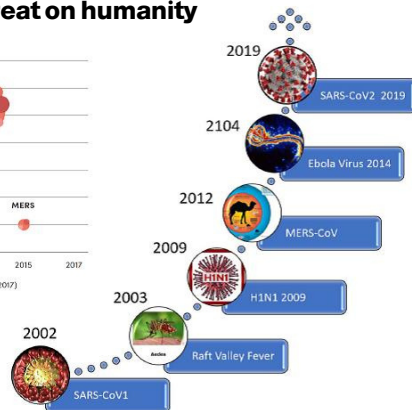 eat on humanity
2019
SARS-CoV2 2019
2104
Ebola Virus 2014
2012
MERS-CoV
MERS
2009
H1N1
H1N1 2009
2015
2017
2017)
2003
Raft Valley Fever
2002
SARS-CoV1